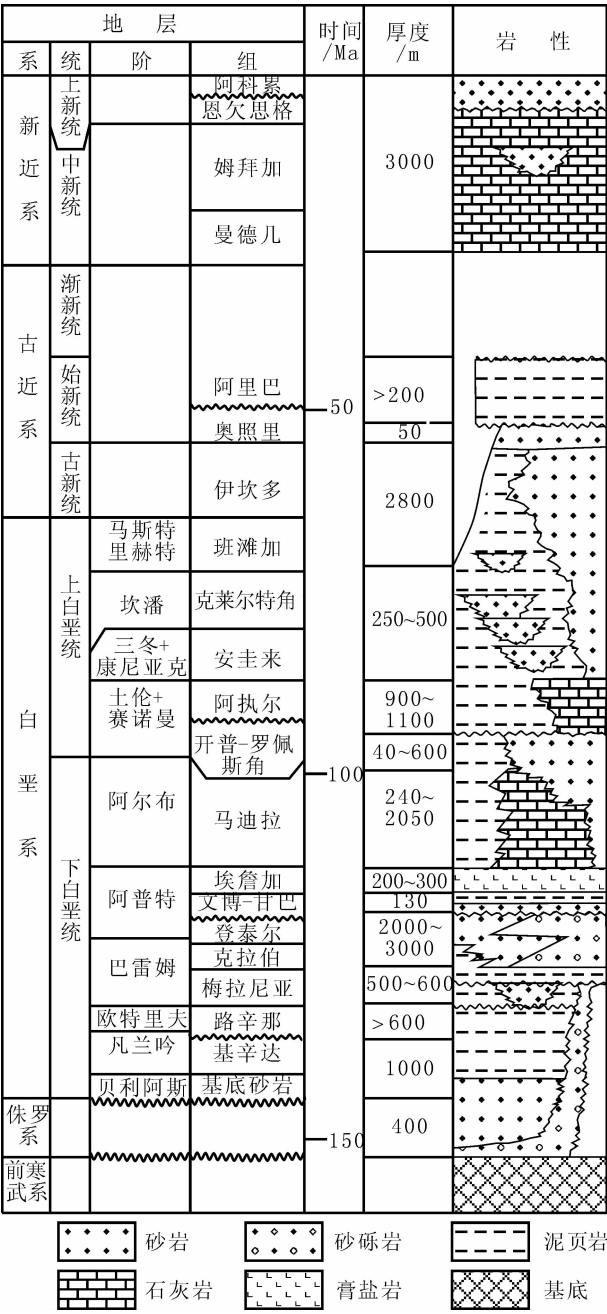 地 层
时间
/Ma
厚度
/m
岩 性
系
统
阶
组
新近系
上新统
中新统
阿科累
恩欠思格
姆拜加
曼德几
3000
古近系
渐新统
始新统
古新统
阿里巴
奥照里
伊坎多
50
>200
50
2800
白垩系
上白垩统
马斯特
里赫特
班滩加
坎潘
克莱尔特角
250~500
三冬+
康尼亚克
安圭来
土伦+
赛诺曼
阿执尔
900~
1100
开普-罗佩
斯角
40~600
100
下白垩统
阿尔布
马迪拉
240~
2050
阿普特
埃詹加
200~300
文博-甘巴
130
登泰尔
2000~
3000
巴雷姆
克拉伯
梅拉尼亚
500~600
欧特里夫
路辛那
>600
凡兰吟
基辛达
1000
贝利阿斯
基底砂岩
侏罗
系
400
150
前寒
武系
砂岩
砂砾岩
泥页岩
石灰岩
膏盐岩
基底